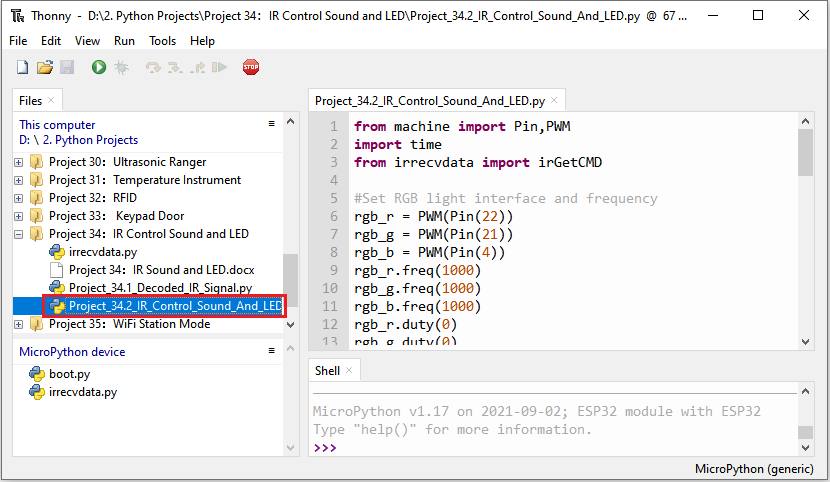 Thonny - D:\2. Python Projects\Project 34：IR Control Sound and LED\Project_34.2_IR_Control_Sound_And_LED.py @ 67 ...
File Edit View Run Tools Help
STOP
Files
This computer
D: \ 2. Python Projects
Project 30：Ultrasonic Ranger
Project 31：Temperature Instrument
Project 32：RFID
Project 33： Keypad Door
Project 34：IR Control Sound and LED
irrecvdata.py
Project 34：IR Sound and LED.docx
Project_34.1_Decoded_IR_Signal.py
Project_34.2_IR_Control_Sound_And_LED
Project 35：WiFi Station Mode
MicroPython device
boot.py
irrecvdata.py
Project_34.2_IR_Control_Sound_And_LED.py
1 from machine import Pin,PWM
2 import time
3 from irrecvdata import irGetCMD
4
5 #Set RGB light interface and frequency
6 rgb_r = PWM(Pin(22))
7 rgb_g = PWM(Pin(21))
8 rgb_b = PWM(Pin(4))
9 rgb_r.freq(1000)
10 rgb_g.freq(1000)
11 rgb_b.freq(1000)
12 rgb_r.duty(0)
13 rgb_g.duty(0)
Shell
MicroPython v1.17 on 2021-09-02; ESP32 module with ESP32
Type "help()" for more information.
>>>
MicroPython (generic)